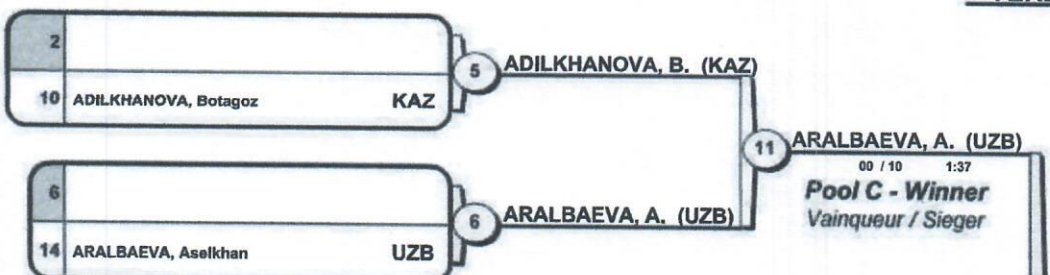 2
10 ADILKHANOVA, Botagoz KAZ
5 ADILKHANOVA, B. (KAZ)
11 ARALBAEVA, A. (UZB)
00 / 10 1:37
Pool C - Winner
Vainqueur / Sieger
6
14 ARALBAEVA, Aselkhan UZB
6 ARALBAEVA, A. (UZB)